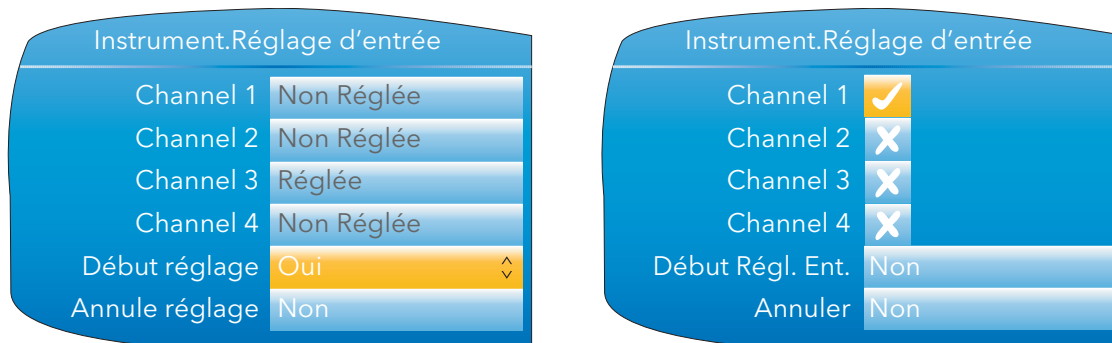 Instrument.Réglage d’entrée
Channel 1 Non Réglée
Channel 2 Non Réglée
Channel 3 Réglée
Channel 4 Non Réglée
Début réglage Oui
Annule réglage Non
Instrument.Réglage d’entrée
Channel 1
Channel 2
Channel 3
Channel 4
Début Régl. Ent. Non
Annuler Non